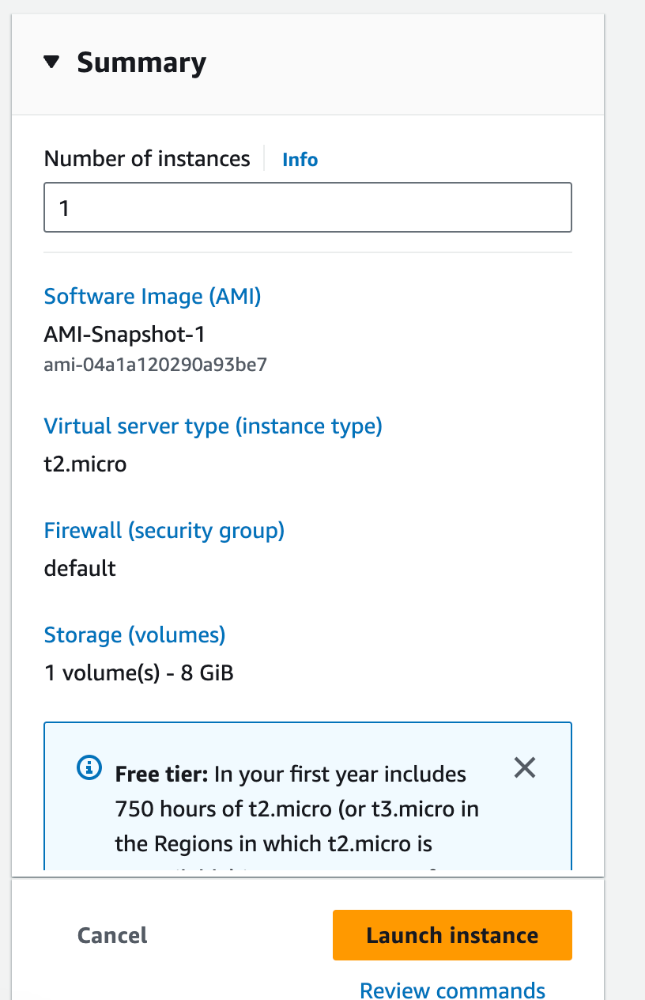 Summary
Number of instances Info
1
Software Image (AMI)
AMI-Snapshot-1
ami-04a1a120290a93be7
Virtual server type (instance type)
t2.micro
Firewall (security group)
default
Storage (volumes)
1 volume(s) - 8 GiB
Free tier: In your first year includes
750 hours of t2.micro (or t3.micro in
the Regions in which t2.micro is
Cancel
Launch instance
Review commands